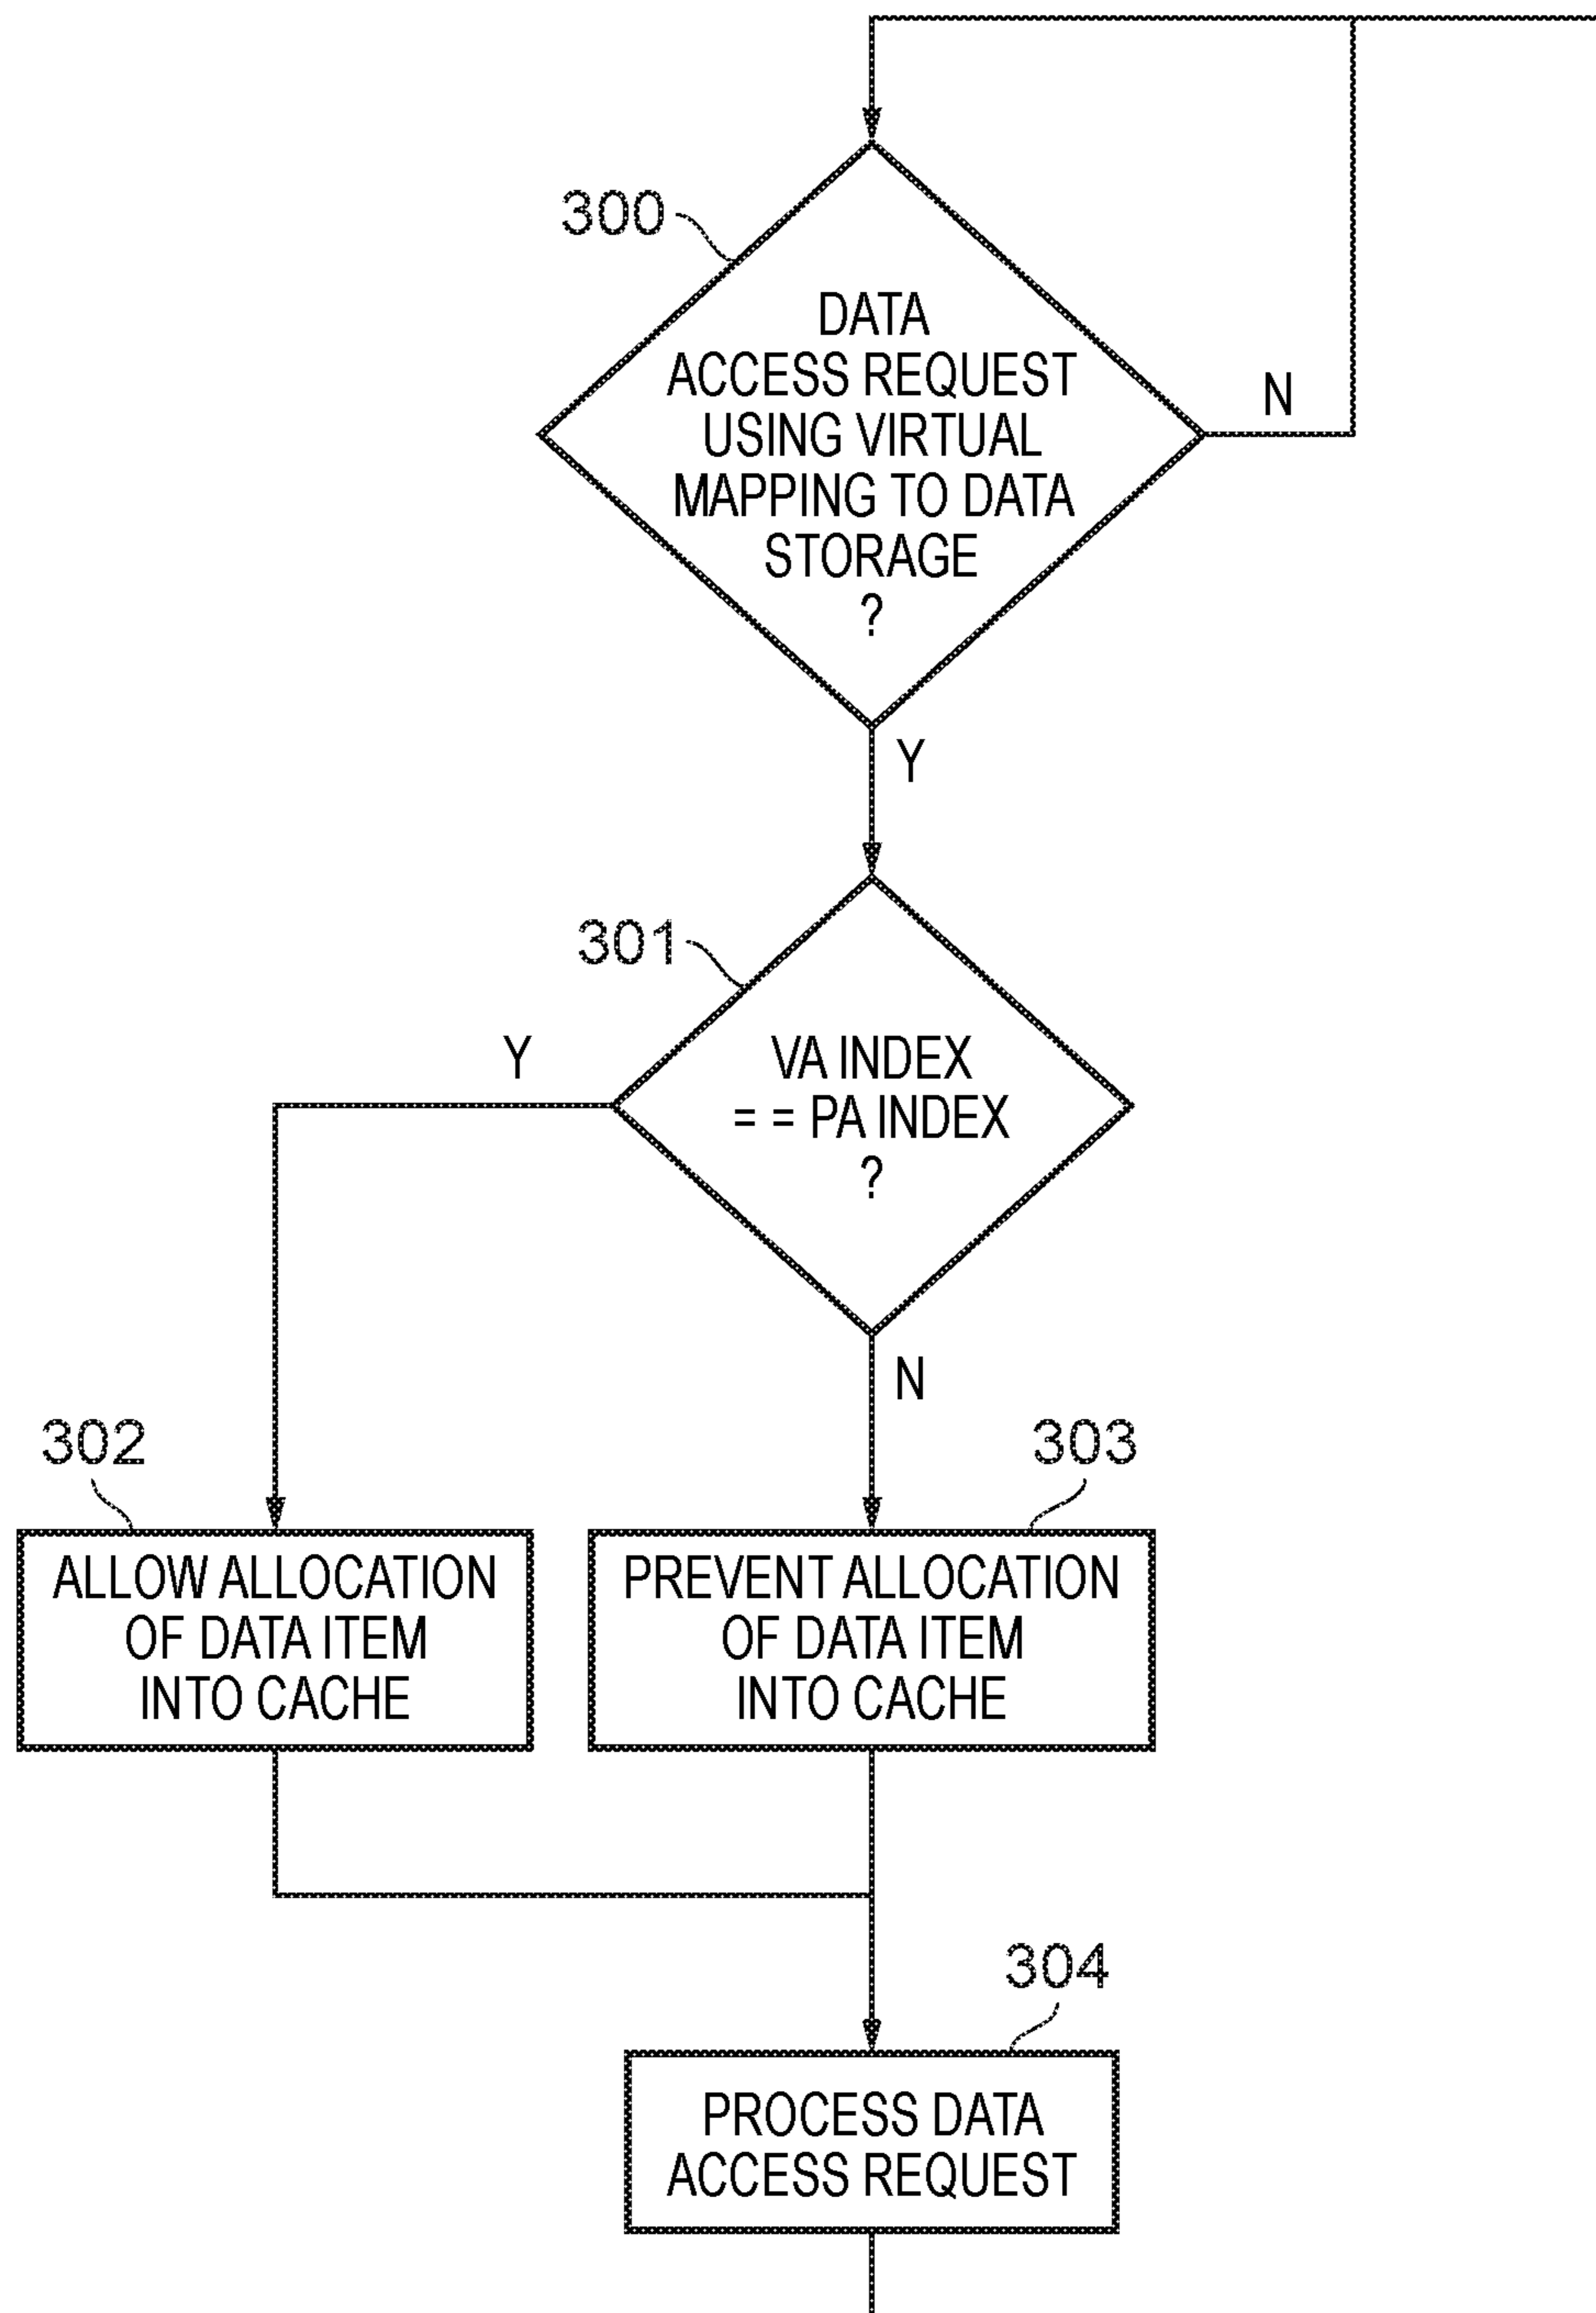 300
DATA
ACCESS REQUEST
USING VIRTUAL
MAPPING TO DATA
STORAGE
?
N
Y
301
Y
VA INDEX
= = PA INDEX
?
N
302
303
ALLOW ALLOCATION
OF DATA ITEM
INTO CACHE
PREVENT ALLOCATION
OF DATA ITEM
INTO CACHE
304
PROCESS DATA
ACCESS REQUEST